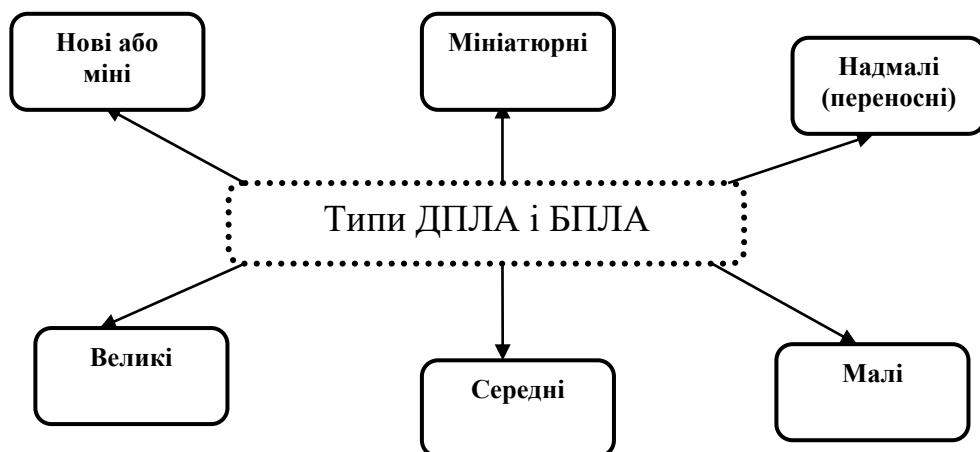 Нові або
міні
Мініатюрні
Надмалі
(переносні)
Типи ДПЛА і БПЛА
Великі
Середні
Малі